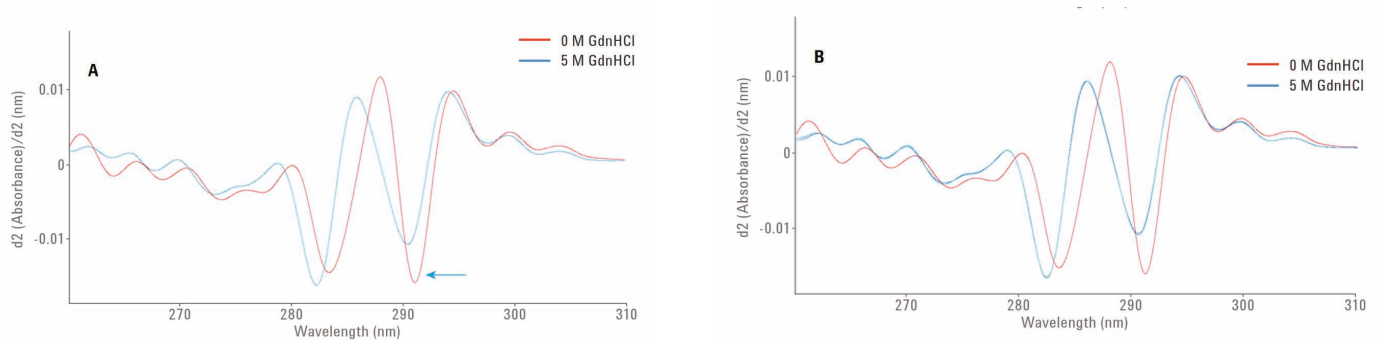 A
0 M GdnHCl
5 M GdnHCl
d2 (Absorbance)/d2 (nm)
0.01
0
-0.01
270
280
290
300
310
Wavelength (nm)
B
0 M GdnHCl
5 M GdnHCl
d2 (Absorbance)/d2 (nm)
0.01
0
-0.01
270
280
290
300
310
Wavelength (nm)